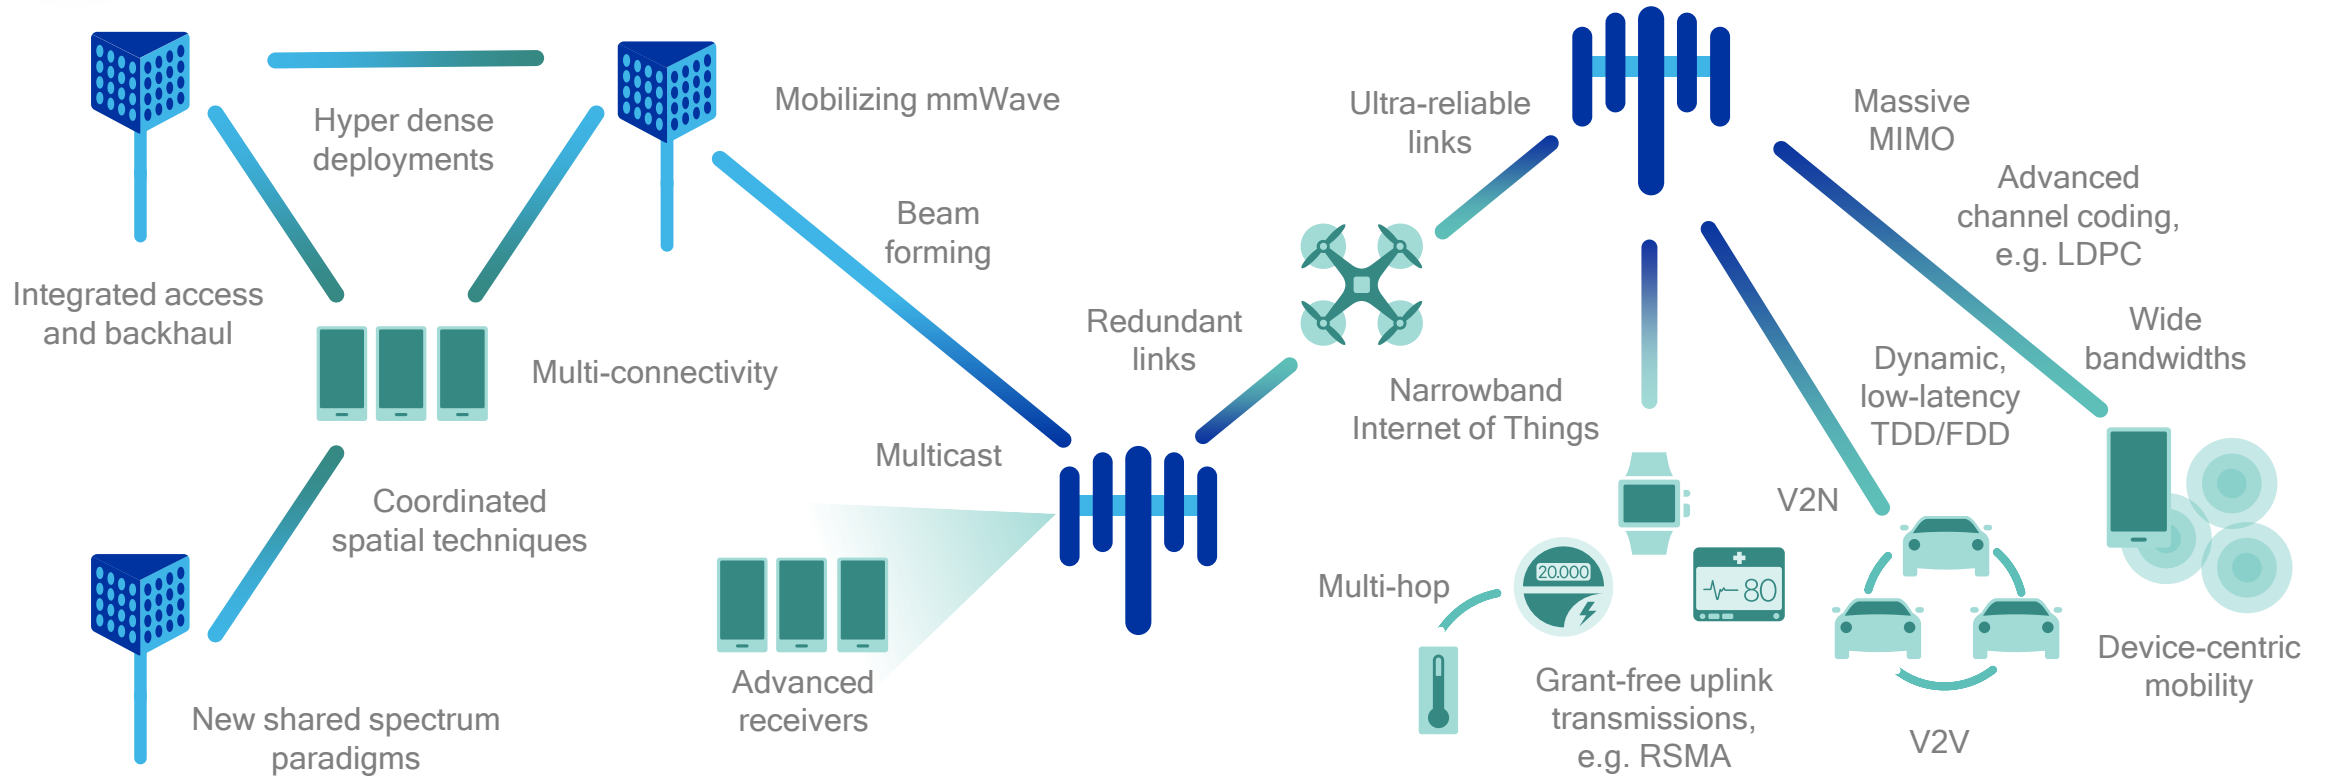 Hyper dense
deployments
Mobilizing mmWave
Integrated access
and backhaul
Multi-connectivity
Beam
forming
Coordinated
spatial techniques
New shared spectrum
paradigms
Multicast
Advanced
receivers
Redundant
links
Ultra-reliable
links
Massive
MIMO
Advanced
channel coding,
e.g. LDPC
Wide
bandwidths
Dynamic,
low-latency
TDD/FDD
Narrowband
Internet of Things
V2N
Multi-hop
20.000
80
Grant-free uplink
transmissions,
e.g. RSMA
V2V
Device-centric
mobility